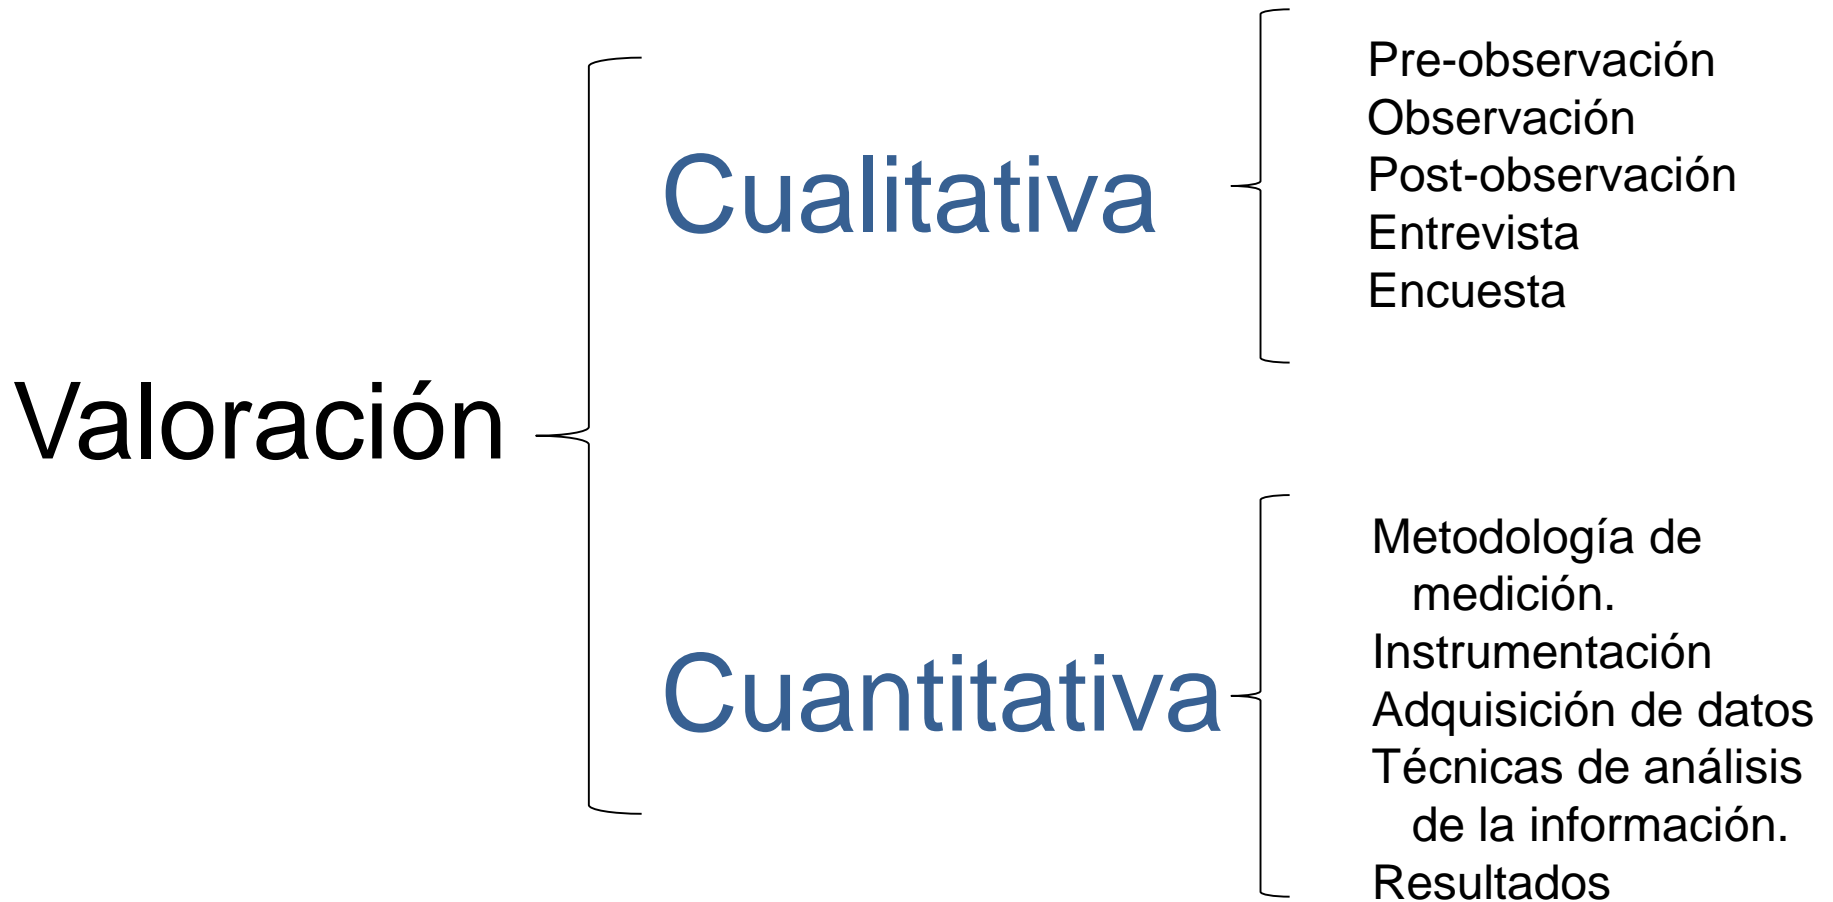 Valoración
Cualitativa
Pre-observación
Observación
Post-observación
Entrevista
Encuesta
Cuantitativa
Metodología de
medición.
Instrumentación
Adquisición de datos
Técnicas de análisis
de la información.
Resultados